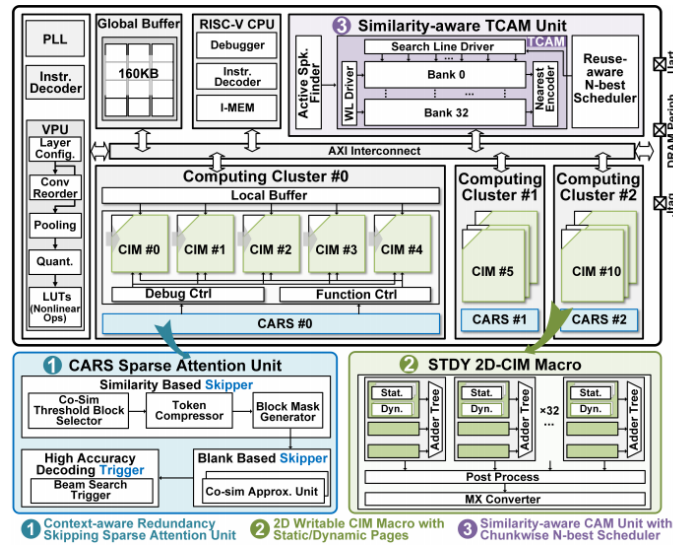 PLL
Instr.
Decoder
VPU
Layer
Config.
Conv
Reorder
Pooling
Quant.
LUTs
(Nonlinear
Ops)
Global Buffer
160KB
RISC-V CPU
Debugger
Instr.
Decoder
I-MEM
3 Similarity-aware TCAM Unit
Active Spk.
Finder
Search Line Driver
TCAM
WL Driver
Bank 0
Bank 32
Nearest
Encoder
Reuse-
aware
N-best
Scheduler
Uart
DRAM Periph.
Jtag
AXI Interconnect
Computing Cluster #0
Local Buffer
CIM #0
CIM #1
CIM #2
CIM #3
CIM #4
Debug Ctrl
Function Ctrl
CARS #0
Computing
Cluster #1
CIM #5
CARS #1
Computing
Cluster #2
CIM #10
CARS #2
1 CARS Sparse Attention Unit
Similarity Based Skipper
Co-Sim
Threshold Block
Selector
Token
Compressor
Block Mask
Generator
High Accuracy
Decoding Trigger
Beam Search
Trigger
Blank Based Skipper
Co-sim Approx. Unit
2 STDY 2D-CIM Macro
Stat.
Dyn.
Adder Tree
Stat.
Dyn.
Adder Tree
×32
...
Stat.
Dyn.
Adder Tree
Post Process
MX Converter
1 Context-aware Redundancy
Skipping Sparse Attention Unit
2 2D Writable CIM Macro with
Static/Dynamic Pages
3 Similarity-aware CAM Unit with
Chunkwise N-best Scheduler